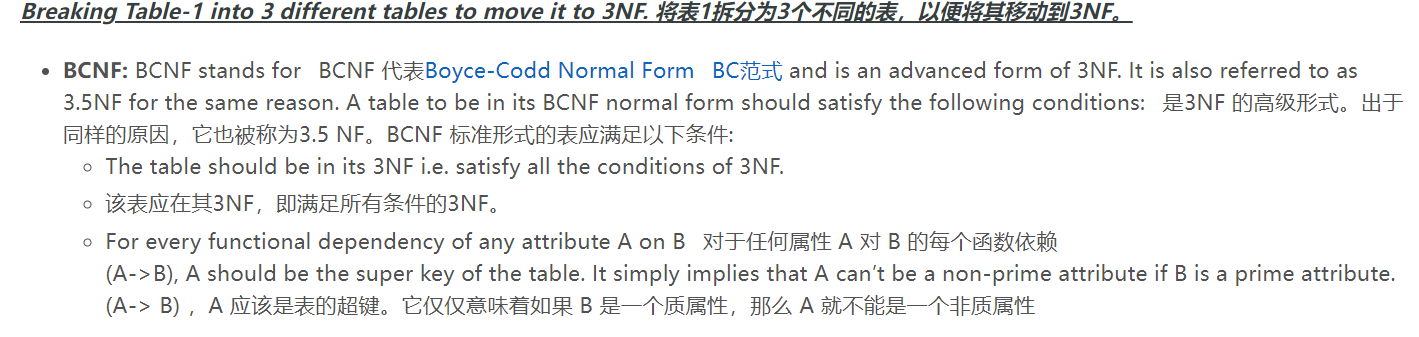 Breaking Table-1 into 3 different tables to move it to 3NF. 将表1拆分为3个不同的表，以便将其移动到3NF。
BCNF: BCNF stands for BCNF 代表Boyce-Codd Normal Form BC范式 and is an advanced form of 3NF. It is also referred to as
3.5NF for the same reason. A table to be in its BCNF normal form should satisfy the following conditions: 是3NF 的高级形式。出于
同样的原因，它也被称为3.5 NF。BCNF 标准形式的表应满足以下条件:
The table should be in its 3NF i.e. satisfy all the conditions of 3NF.
该表应在其3NF，即满足所有条件的3NF。
For every functional dependency of any attribute A on B 对于任何属性 A 对 B 的每个函数依赖
(A->B), A should be the super key of the table. It simply implies that A can’t be a non-prime attribute if B is a prime attribute.
(A-> B) ，A 应该是表的超键。它仅仅意味着如果 B 是一个质属性，那么 A 就不能是一个非质属性